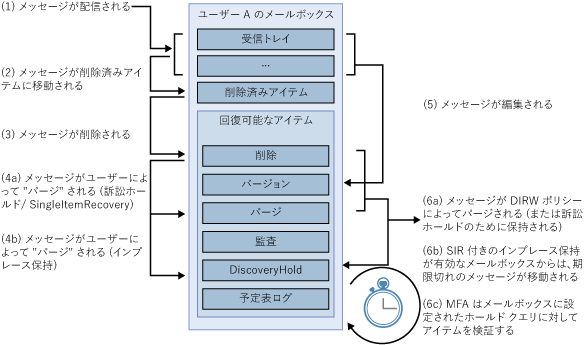 (1) メッセージが配信される
(2) メッセージが削除済みアイ
テムに移動される
(3) メッセージが削除される
(4a) メッセージがユーザーによ
って "パージ" される (訴訟ホー
ルド/ SingleItemRecovery)
(4b) メッセージがユーザーに
よって "パージ" される (インプ
レース保持)
ユーザー A のメールボックス
受信トレイ
...
削除済みアイテム
回復可能なアイテム
削除
バージョン
パージ
監査
DiscoveryHold
予定表ログ
(5) メッセージが編集される
(6a) メッセージが DIRW ポリシー
によってパージされる (または訴訟
ホールドのために保持される)
(6b) SIR 付きのインプレース保持
が有効なメールボックスからは、期
限切れのメッセージが移動される
(6c) MFA はメールボックスに設
定されたホールド クエリに対して
アイテムを検証する